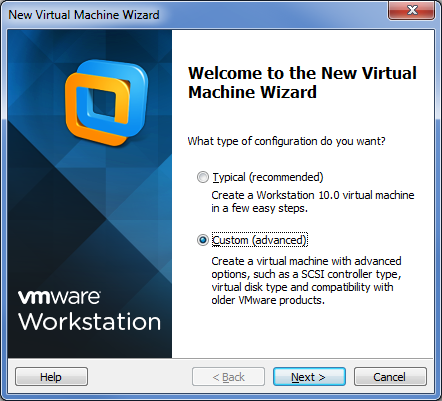 New Virtual Machine Wizard
Welcome to the New Virtual
Machine Wizard
What type of configuration do you want?
Typical (recommended)
Create a Workstation 10.0 virtual machine
in a few easy steps.
Custom (advanced)
Create a virtual machine with advanced
options, such as a SCSI controller type,
virtual disk type and compatibility with
older VMware products.
vmware®
Workstation
Help
< Back
Next >
Cancel